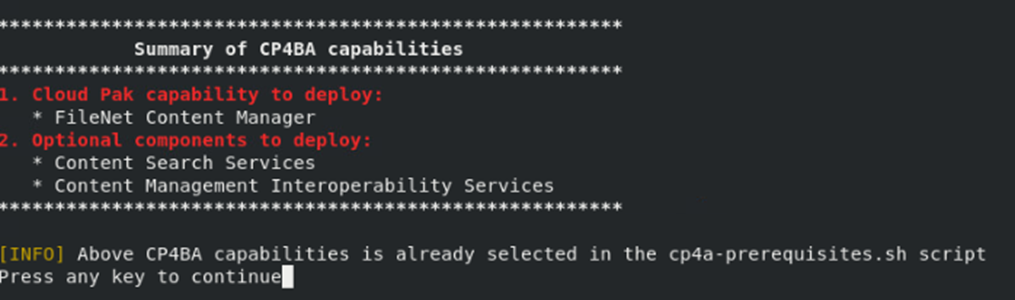 *******************************************************
Summary of CP4BA capabilities
*******************************************************
1. Cloud Pak capability to deploy:
* FileNet Content Manager
2. Optional components to deploy:
* Content Search Services
* Content Management Interoperability Services
*******************************************************
[INFO] Above CP4BA capabilities is already selected in the cp4a-prerequisites.sh script
Press any key to continue